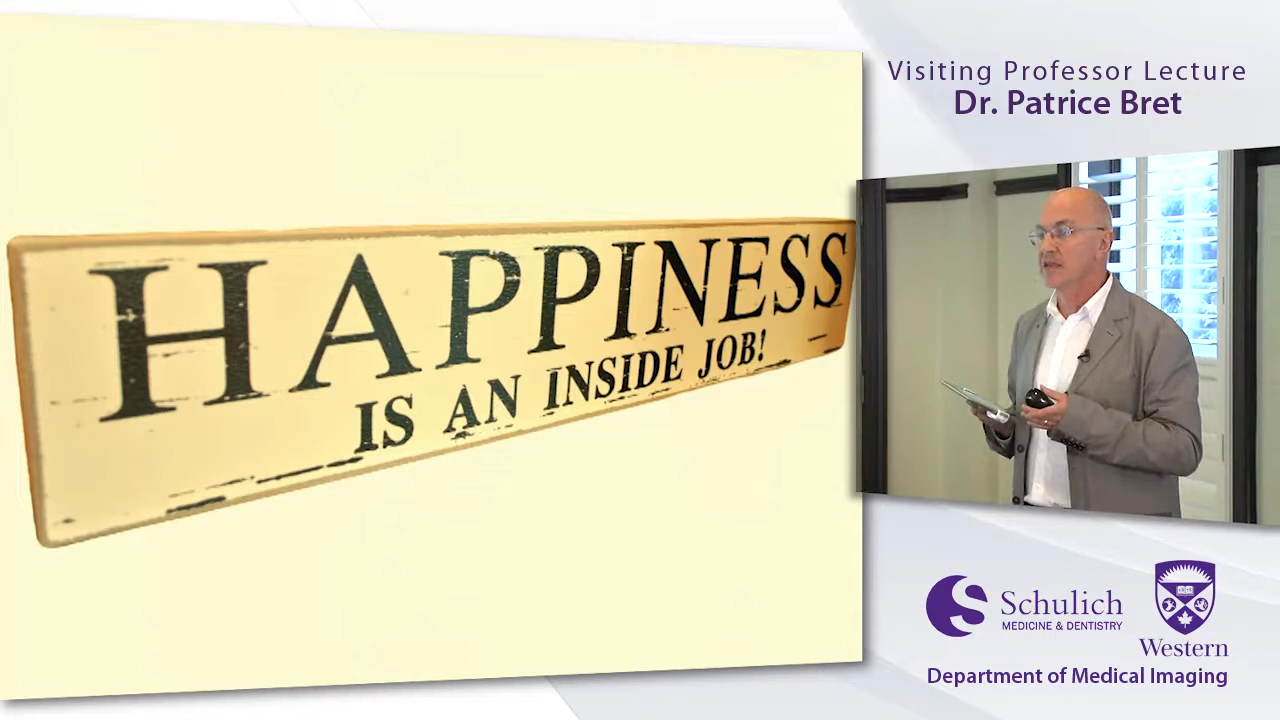 HAPPINESS
IS AN INSIDE JOB!
Visiting Professor Lecture
Dr. Patrice Bret
Schulich
MEDICINE & DENTISTRY
Western
Department of Medical Imaging